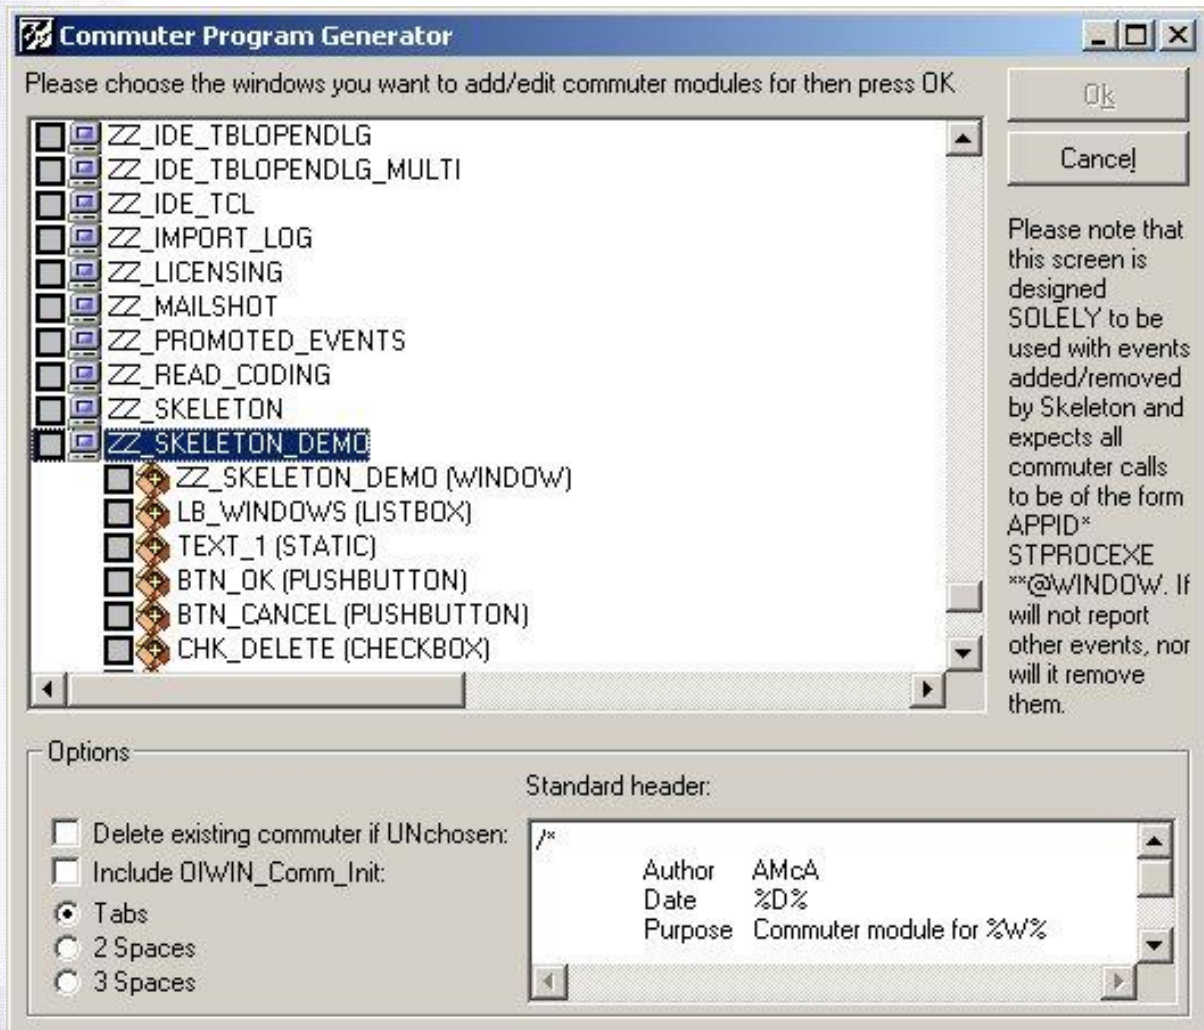 Commuter Program Generator
Please choose the windows you want to add/edit commuter modules for then press OK
Ok
Cancel
ZZ_IDE_TBLOPENDLG
ZZ_IDE_TBLOPENDLG_MULTI
ZZ_IDE_TCL
ZZ_IMPORT_LOG
ZZ_LICENSING
ZZ_MAILSHOT
ZZ_PROMOTED_EVENTS
ZZ_READ_CODING
ZZ_SKELETON
ZZ_SKELETON_DEMO
ZZ_SKELETON_DEMO (WINDOW)
LB_WINDOWS (LISTBOX)
TEXT_1 (STATIC)
BTN_OK (PUSHBUTTON)
BTN_CANCEL (PUSHBUTTON)
CHK_DELETE (CHECKBOX)
Please note that
this screen is
designed
SOLELY to be
used with events
added/removed
by Skeleton and
expects all
commuter calls
to be of the form
APPID*
STPROCEXE
**@WINDOW. If
will not report
other events, nor
will it remove
them.
Options
Delete existing commuter if UNchosen:
Include OIWIN_Comm_Init:
Tabs
2 Spaces
3 Spaces
Standard header:
/*
Author AMcA
Date %D%
Purpose Commuter module for %W%